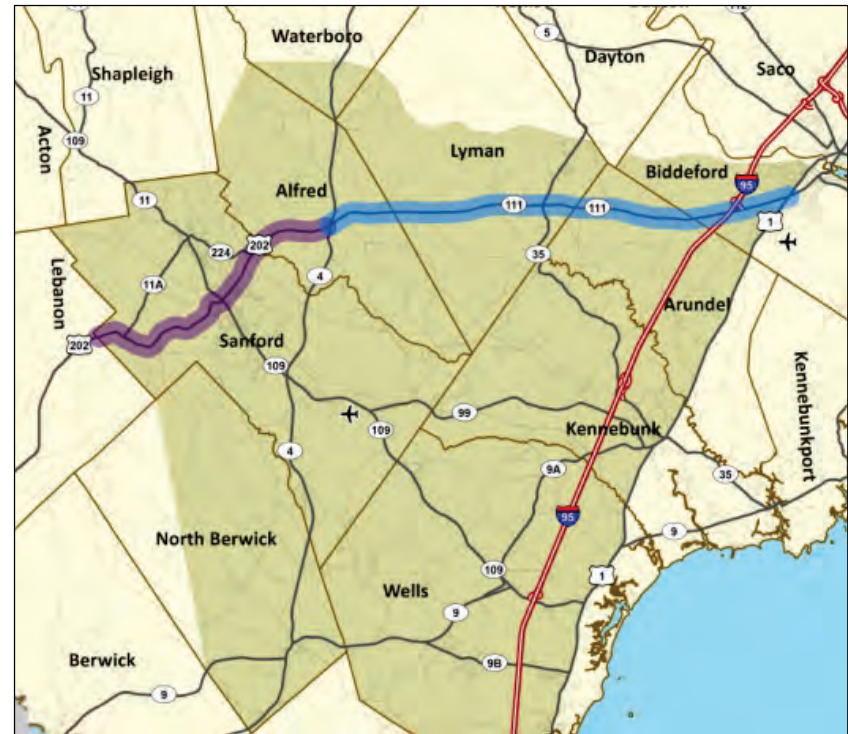 Waterboro
5
Dayton
Saco
Shapleigh
11
109
Acton
Lyman
Biddeford
95
Alfred
11
111
111
1
202
224
35
4
11A
Lebanon
Arundel
202
Sanford
109
Kennebunkport
99
109
Kennebunk
4
9A
35
95
9
North Berwick
109
1
Wells
9
9B
Berwick
9